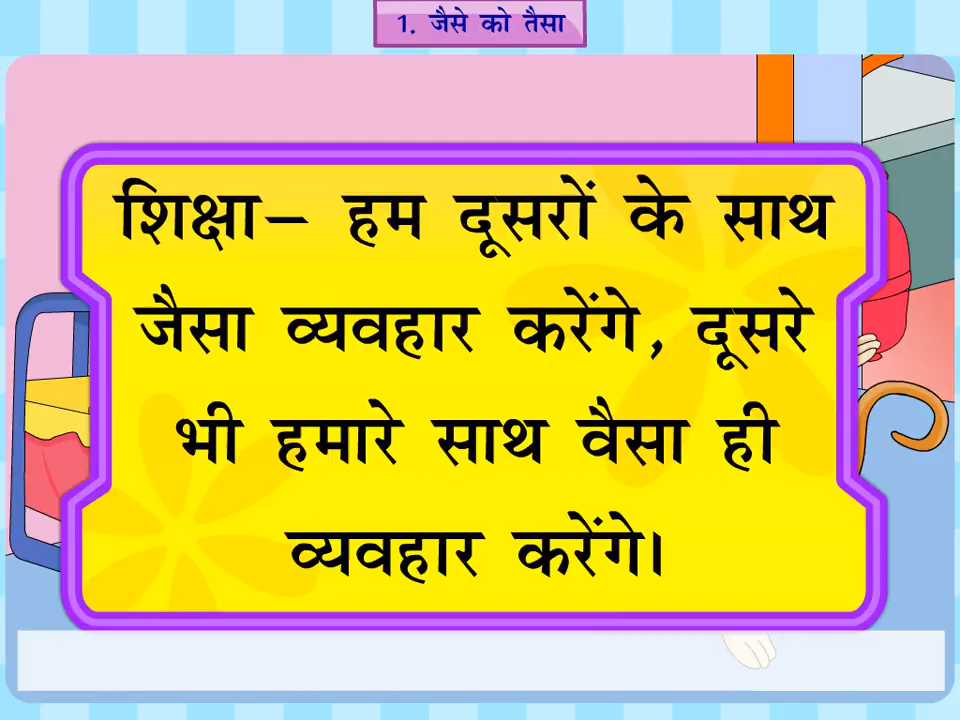 1. जैसे को तैसा
शिक्षा– हम दूसरों के साथ
जैसा व्यवहार करेंगे, दूसरे
भी हमारे साथ वैसा ही
व्यवहार करेंगे।